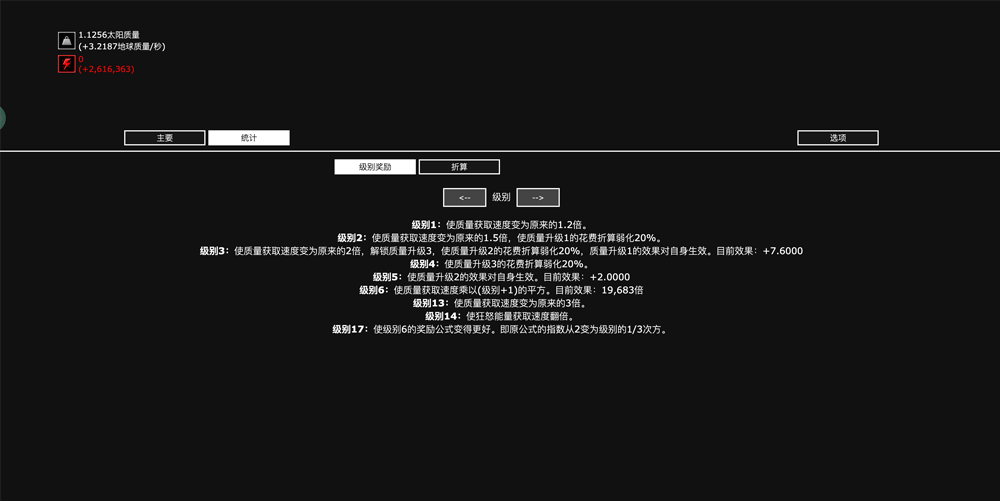 1.1256太阳质量
(+3.2187地球质量/秒)
0
(+2,616,363)
主要
统计
选项
级别奖励
折算
<--
级别
-->
级别1：使质量获取速度变为原来的1.2倍。
级别2：使质量获取速度变为原来的1.5倍，使质量升级1的花费折算弱化20%。
级别3：使质量获取速度变为原来的2倍，解锁质量升级3，使质量升级2的花费折算弱化20%，质量升级1的效果对自身生效。目前效果：+7.6000
级别4：使质量升级3的花费折算弱化20%。
级别5：使质量升级2的效果对自身生效。目前效果：+2.0000
级别6：使质量获取速度乘以(级别+1)的平方。目前效果：19,683倍
级别13：使质量获取速度变为原来的3倍。
级别14：使狂怒能量获取速度翻倍。
级别17：使级别6的奖励公式变得更好。即原公式的指数从2变为级别的1/3次方。